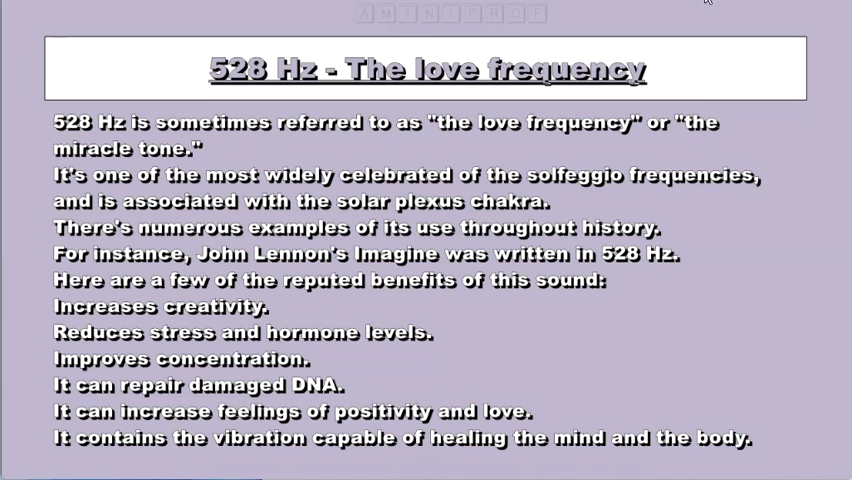 AMINIPROF
528 Hz - The love frequency
528 Hz is sometimes referred to as "the love frequency" or "the
miracle tone."
It's one of the most widely celebrated of the solfeggio frequencies,
and is associated with the solar plexus chakra.
There's numerous examples of its use throughout history.
For instance, John Lennon's Imagine was written in 528 Hz.
Here are a few of the reputed benefits of this sound:
Increases creativity.
Reduces stress and hormone levels.
Improves concentration.
It can repair damaged DNA.
It can increase feelings of positivity and love.
It contains the vibration capable of healing the mind and the body.